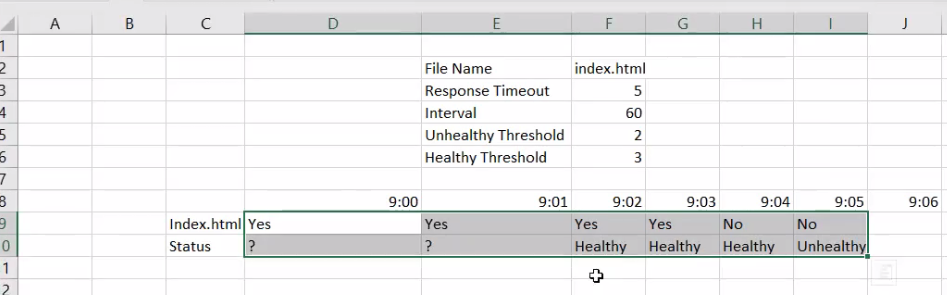 A B C D E F G H I J
1
2 File Name index.html
3 Response Timeout 5
4 Interval 60
5 Unhealthy Threshold 2
6 Healthy Threshold 3
7
8 9:00 9:01 9:02 9:03 9:04 9:05 9:06
9 Index.html Yes Yes Yes Yes No No
0 Status ? ? Healthy Healthy Healthy Unhealthy
1
2